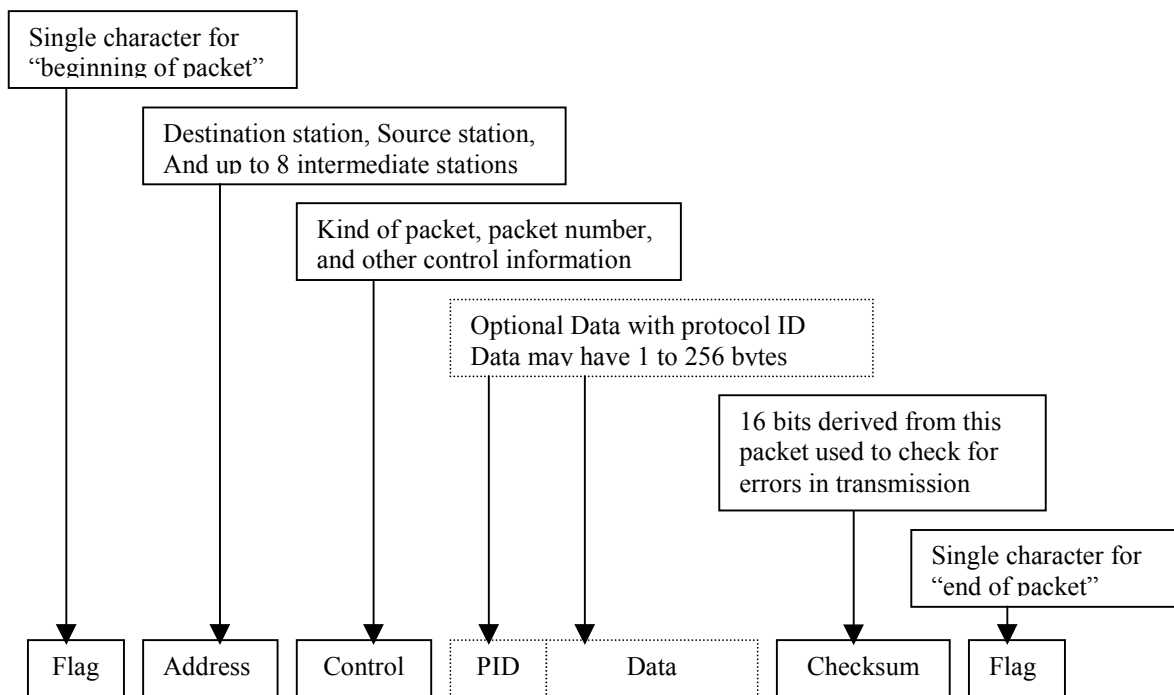 Single character for
“beginning of packet”
Destination station, Source station,
And up to 8 intermediate stations
Kind of packet, packet number,
and other control information
Optional Data with protocol ID
Data may have 1 to 256 bytes
16 bits derived from this
packet used to check for
errors in transmission
Single character for
“end of packet”
Flag Address Control PID Data Checksum Flag